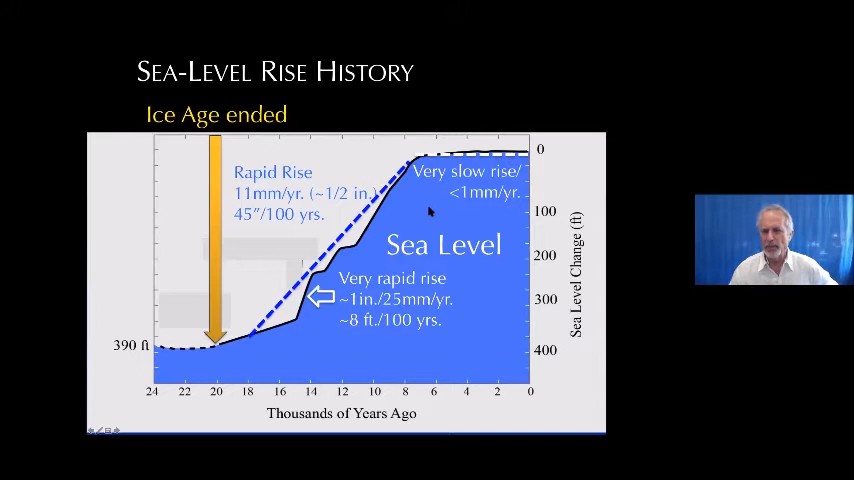 SEA-LEVEL RISE HISTORY
Ice Age ended
Rapid Rise
11mm/yr. (~1/2 in.)
45”/100 yrs.
Very slow rise/
<1mm/yr.
Sea Level
Very rapid rise
~1in./25mm/yr.
~8 ft./100 yrs.
390 ft
0
100
200
300
400
Sea Level Change (ft)
24 22 20 18 16 14 12 10 8 6 4 2 0
Thousands of Years Ago